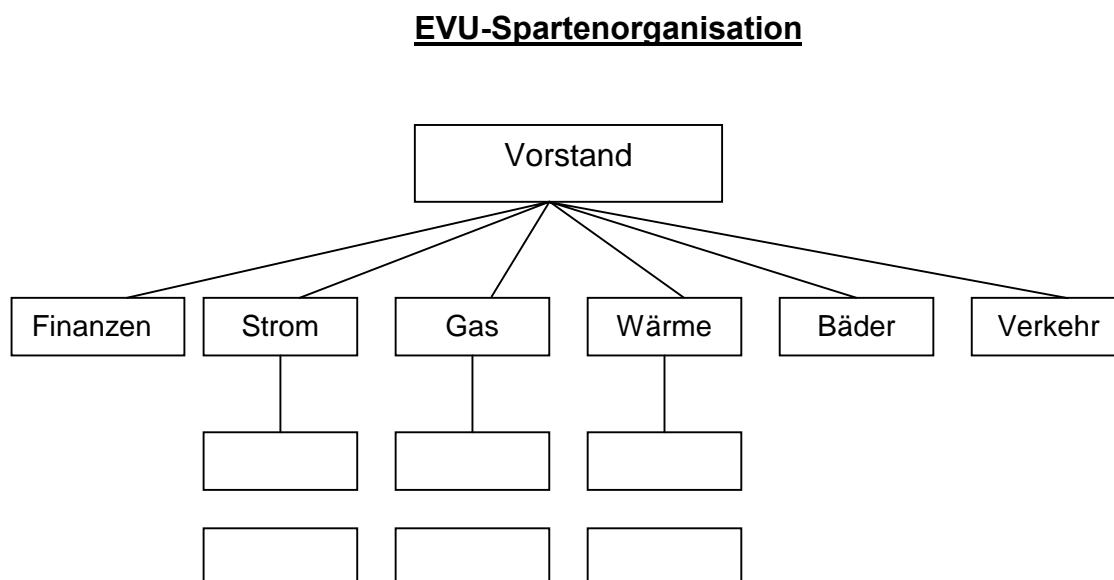 EVU-Spartenorganisation
Vorstand
Finanzen
Strom
Gas
Wärme
Bäder
Verkehr